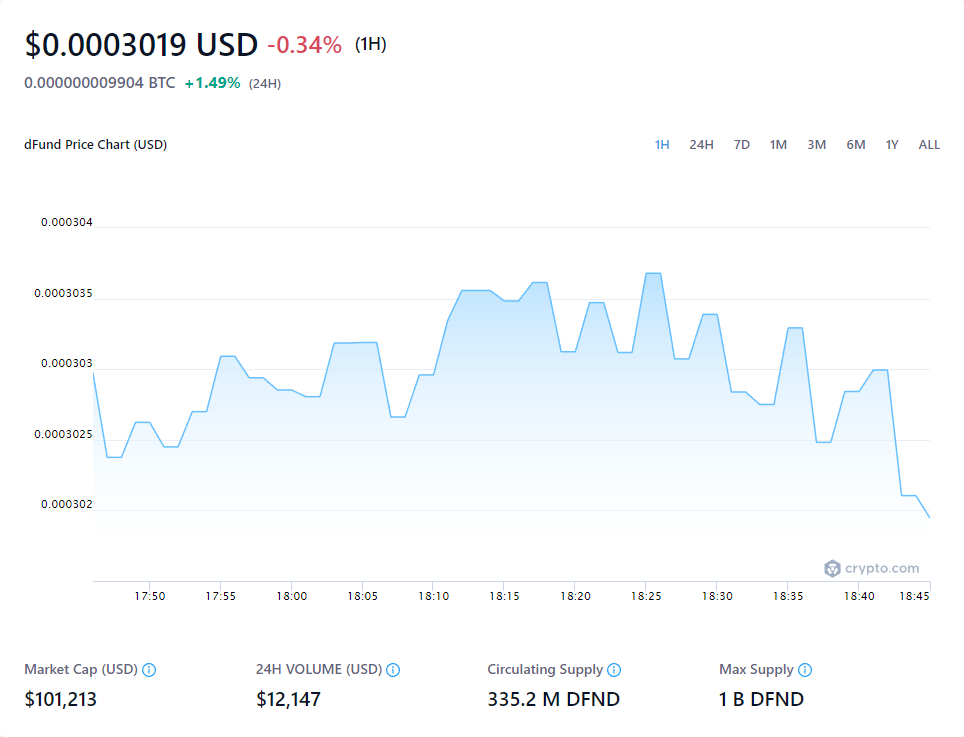 $0.0003019 USD -0.34% (1H)
0.000000009904 BTC +1.49% (24H)
dFund Price Chart (USD)
1H 24H 7D 1M 3M 6M 1Y ALL
0.000304
0.0003035
0.000303
0.0003025
0.000302
crypto.com
17:50 17:55 18:00 18:05 18:10 18:15 18:20 18:25 18:30 18:35 18:40 18:45
Market Cap (USD) 24H VOLUME (USD) Circulating Supply Max Supply
$101,213 $12,147 335.2 M DFND 1 B DFND